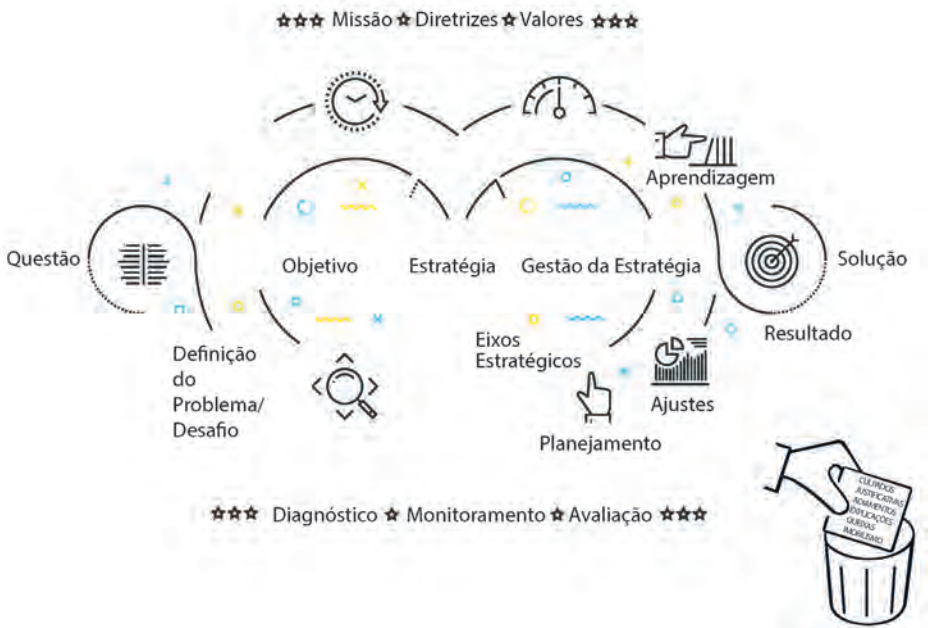 Missão Diretrizes Valores
Aprendizagem
Questão
Objetivo
Estratégia
Gestão da Estratégia
Solução
Definição
do
Problema/
Desafio
Eixos
Estratégicos
Resultado
Ajustes
Planejamento
Diagnóstico Monitoramento Avaliação
CULPADOS
JUSTIFICATIVAS
ADIAMENTOS
EXPLICAÇÕES
QUEIXAS
IMOBILISMO